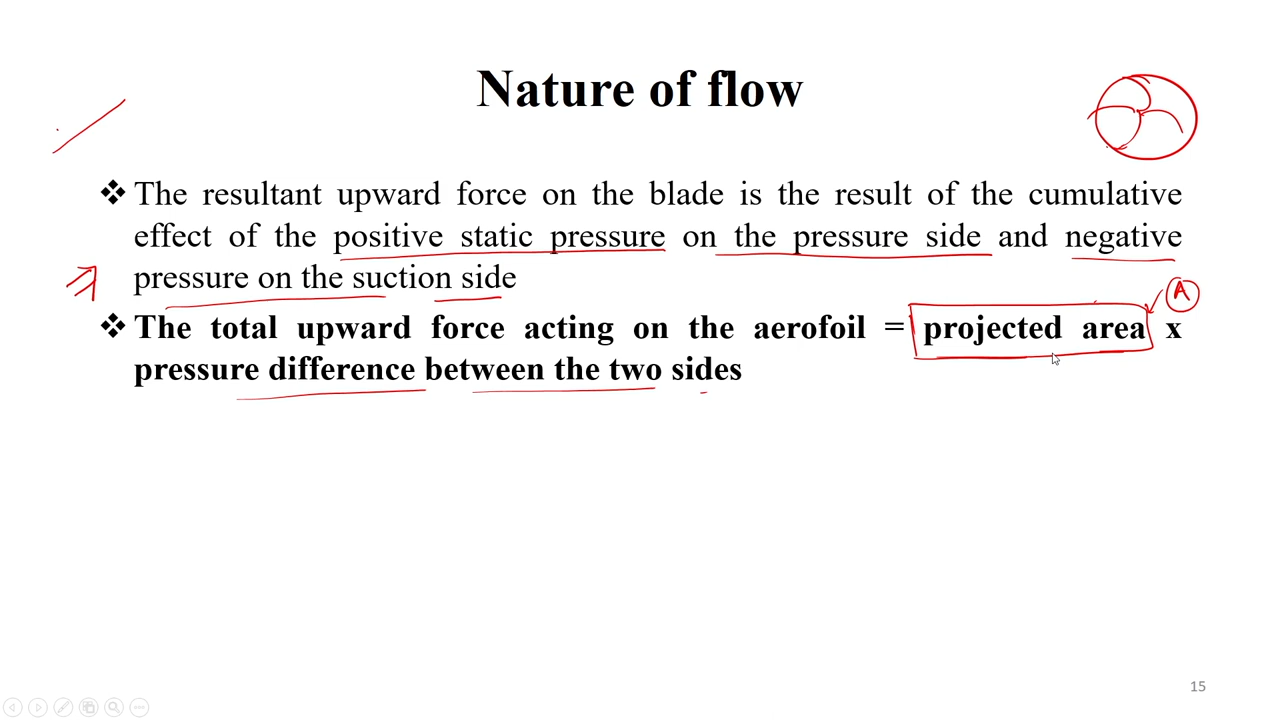 Nature of flow
❖ The resultant upward force on the blade is the result of the cumulative
effect of the positive static pressure on the pressure side and negative
pressure on the suction side
A
❖ The total upward force acting on the aerofoil = projected area x
pressure difference between the two sides
15